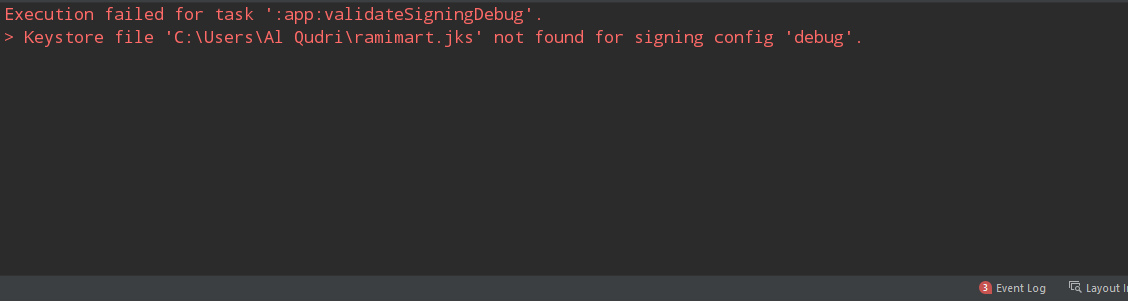 Execution failed for task ':app:validateSigningDebug'.
> Keystore file 'C:\Users\Al Qudri\ramimart.jks' not found for signing config 'debug'.
3 Event Log
Layout